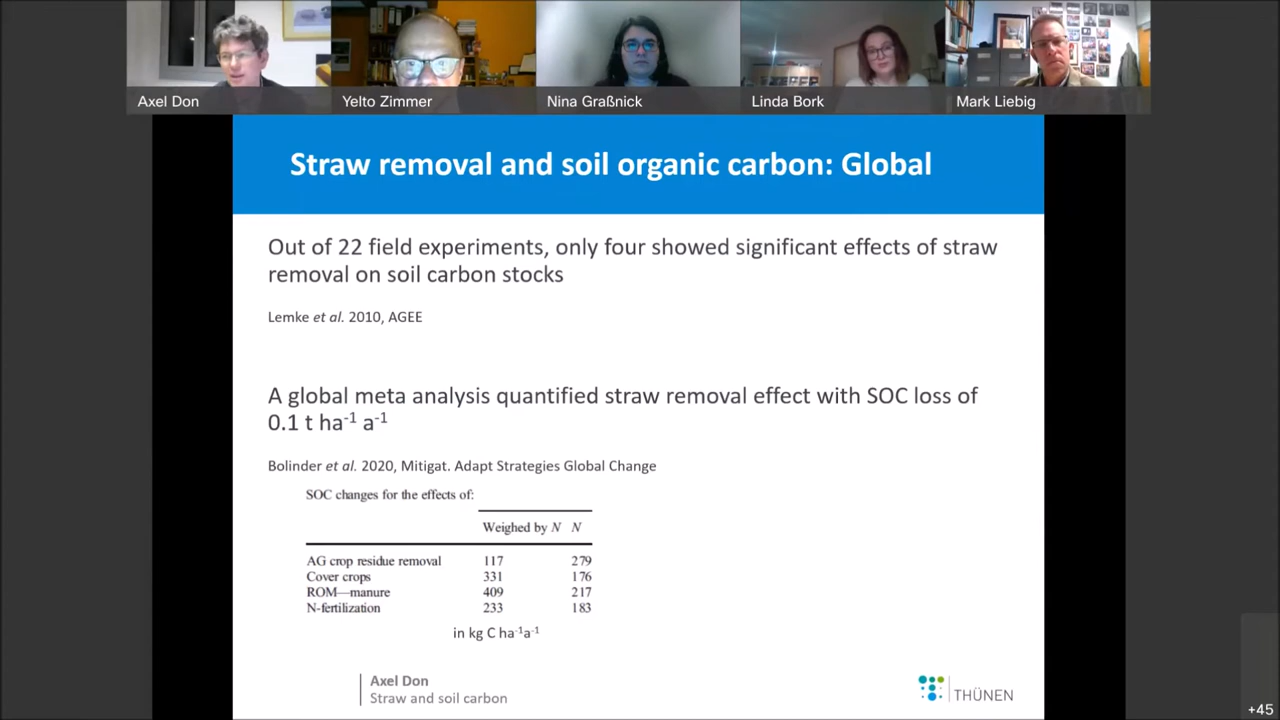 Axel Don
Yelto Zimmer
Nina Graßnick
Linda Bork
Mark Liebig
Straw removal and soil organic carbon: Global
Out of 22 field experiments, only four showed significant effects of straw
removal on soil carbon stocks
Lemke et al. 2010, AGEE
A global meta analysis quantified straw removal effect with SOC loss of
0.1 t ha⁻¹ a⁻¹
Bolinder et al. 2020, Mitigat. Adapt Strategies Global Change
SOC changes for the effects of:
Weighed by N N
AG crop residue removal 117 279
Cover crops 331 176
ROM—manure 409 217
N-fertilization 233 183
in kg C ha⁻¹a⁻¹
Axel Don
Straw and soil carbon
THÜNEN
+45